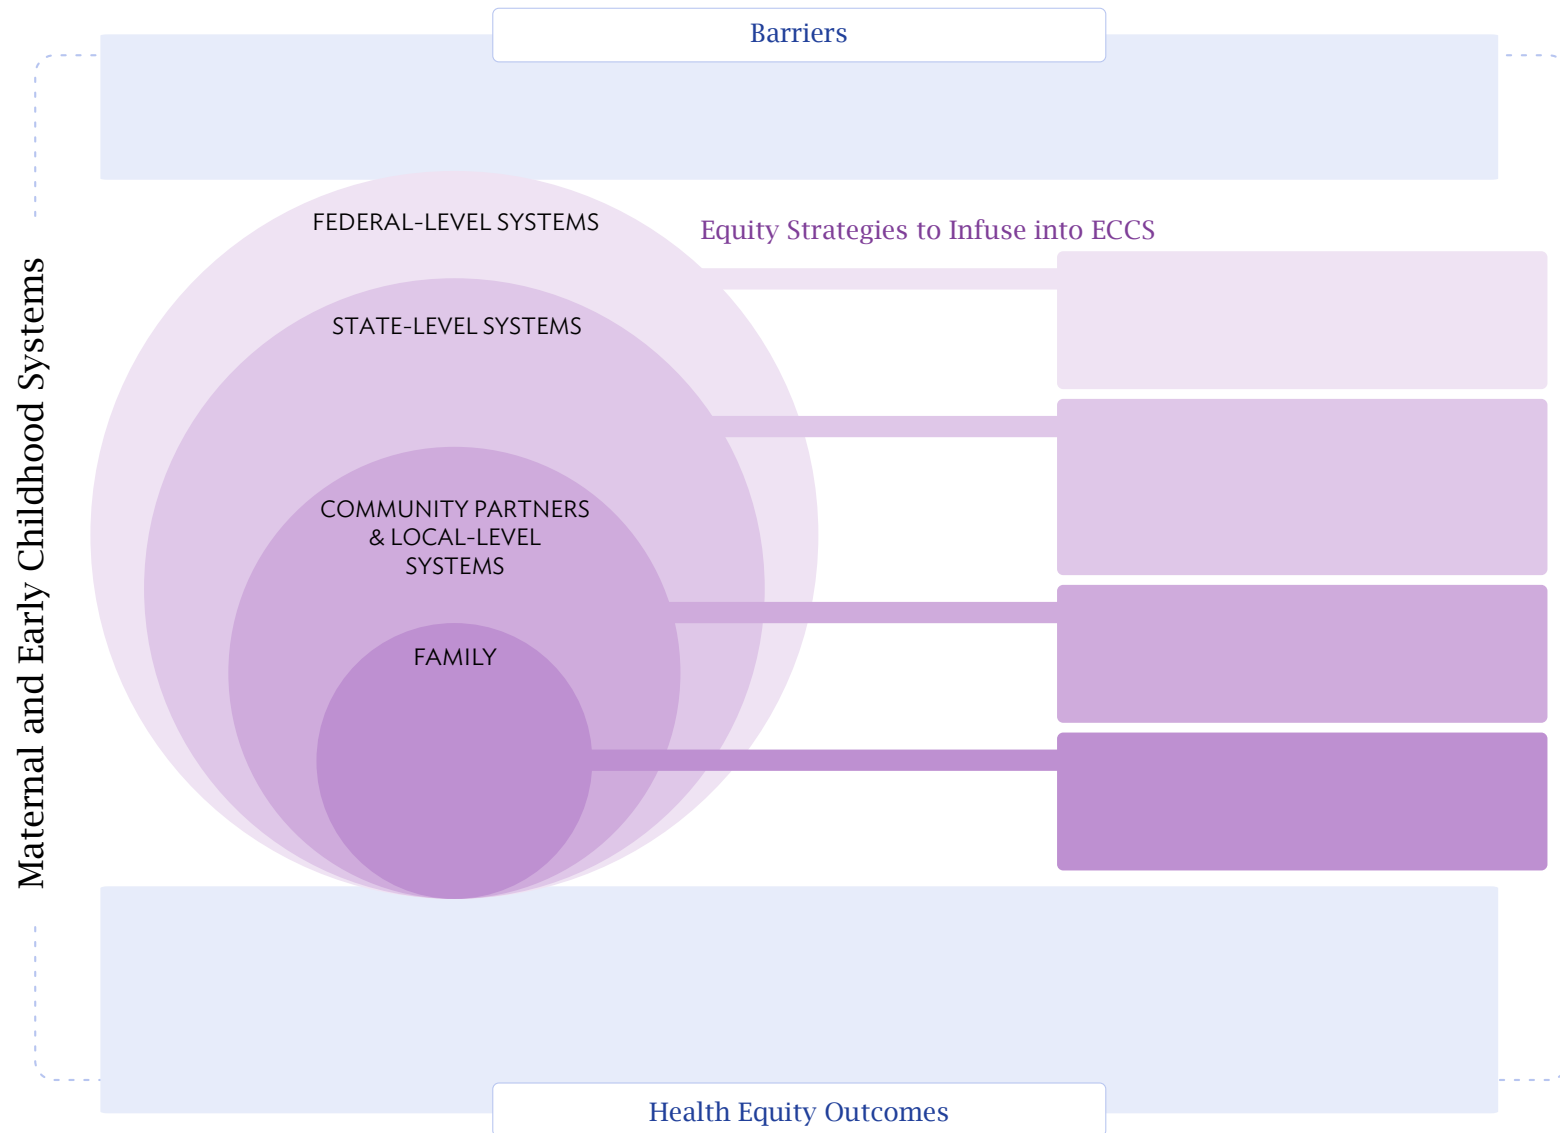 Barriers
FEDERAL-LEVEL SYSTEMS
Equity Strategies to Infuse into ECCS
STATE-LEVEL SYSTEMS
COMMUNITY PARTNERS
& LOCAL-LEVEL
SYSTEMS
FAMILY
Maternal and Early Childhood Systems
Health Equity Outcomes